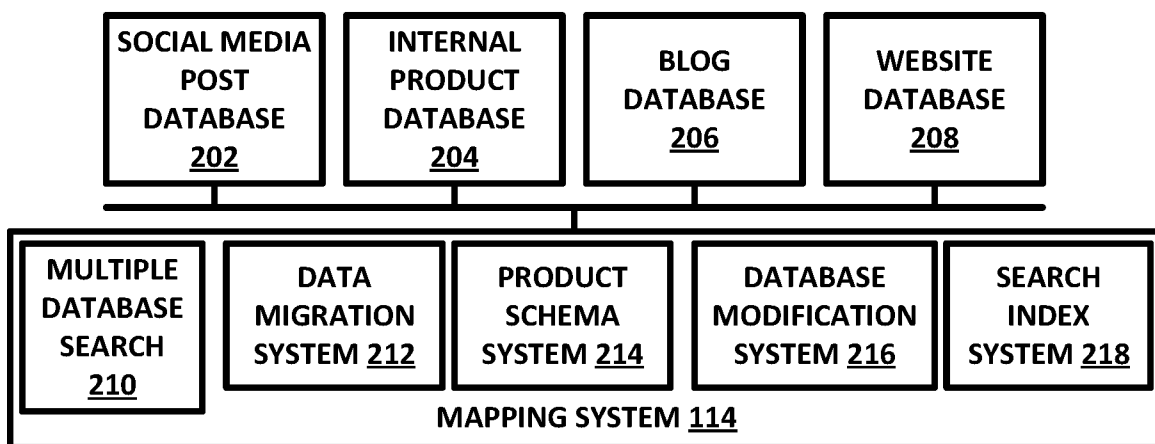 SOCIAL MEDIA
POST
DATABASE
202
INTERNAL
PRODUCT
DATABASE
204
BLOG
DATABASE
206
WEBSITE
DATABASE
208
MULTIPLE
DATABASE
SEARCH
210
DATA
MIGRATION
SYSTEM 212
PRODUCT
SCHEMA
SYSTEM 214
DATABASE
MODIFICATION
SYSTEM 216
SEARCH
INDEX
SYSTEM 218
MAPPING SYSTEM 114